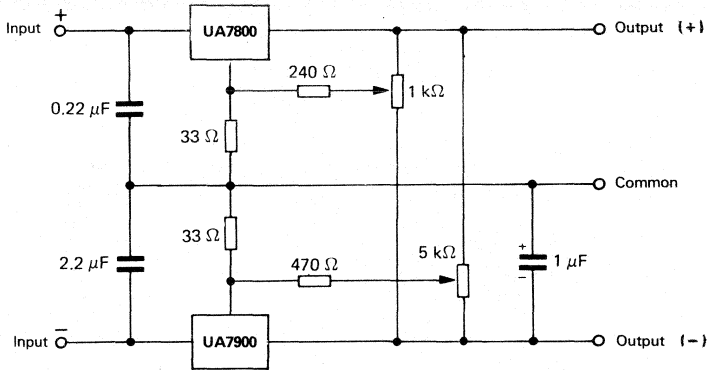 Input +
UA7800
Output (+)
240 Ω
1 kΩ
0.22 μF
33 Ω
Common
33 Ω
2.2 μF
470 Ω
5 kΩ
+
1 μF
−
Input −
UA7900
Output (−)